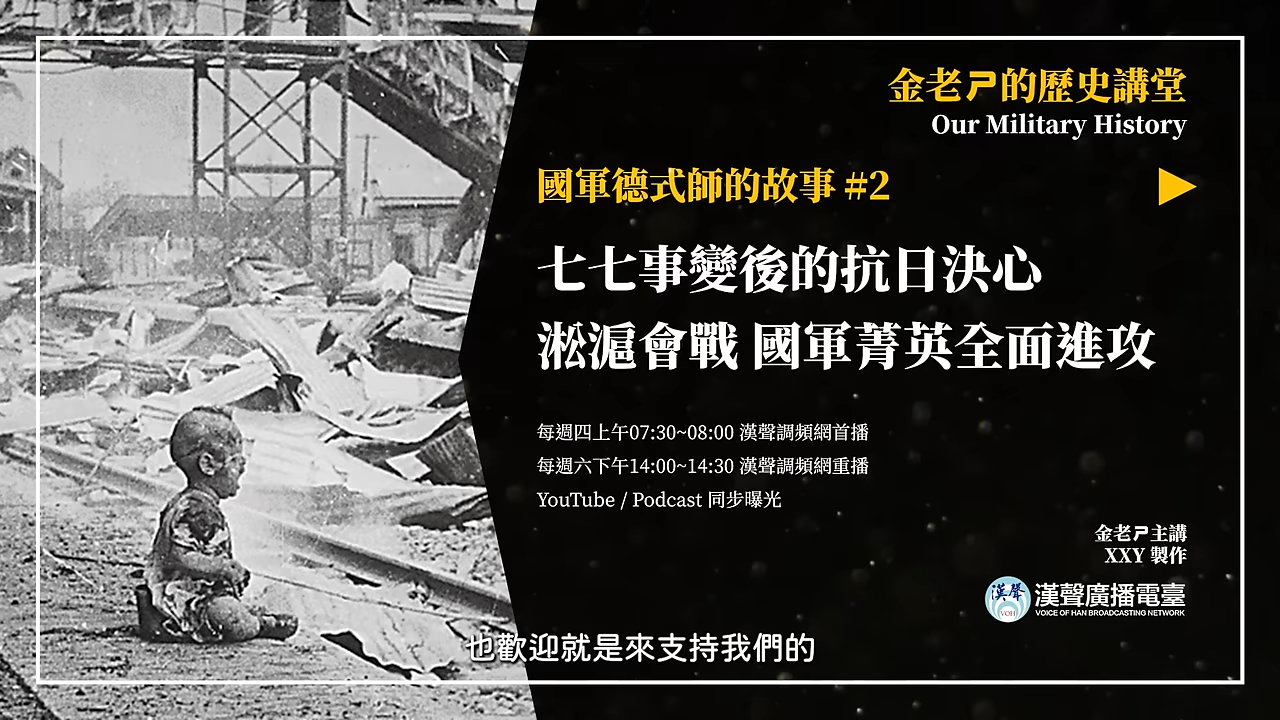 金老ㄕ的歷史講堂
Our Military History
國軍德式師的故事 #2
七七事變後的抗日決心
淞滬會戰 國軍菁英全面進攻
每週四上午07:30~08:00 漢聲調頻網首播
每週六下午14:00~14:30 漢聲調頻網重播
YouTube / Podcast 同步曝光
金老ㄕ主講
XXY 製作
漢聲
VOH
漢聲廣播電臺
VOICE OF HAN BROADCASTING NETWORK
也歡迎就是來支持我們的